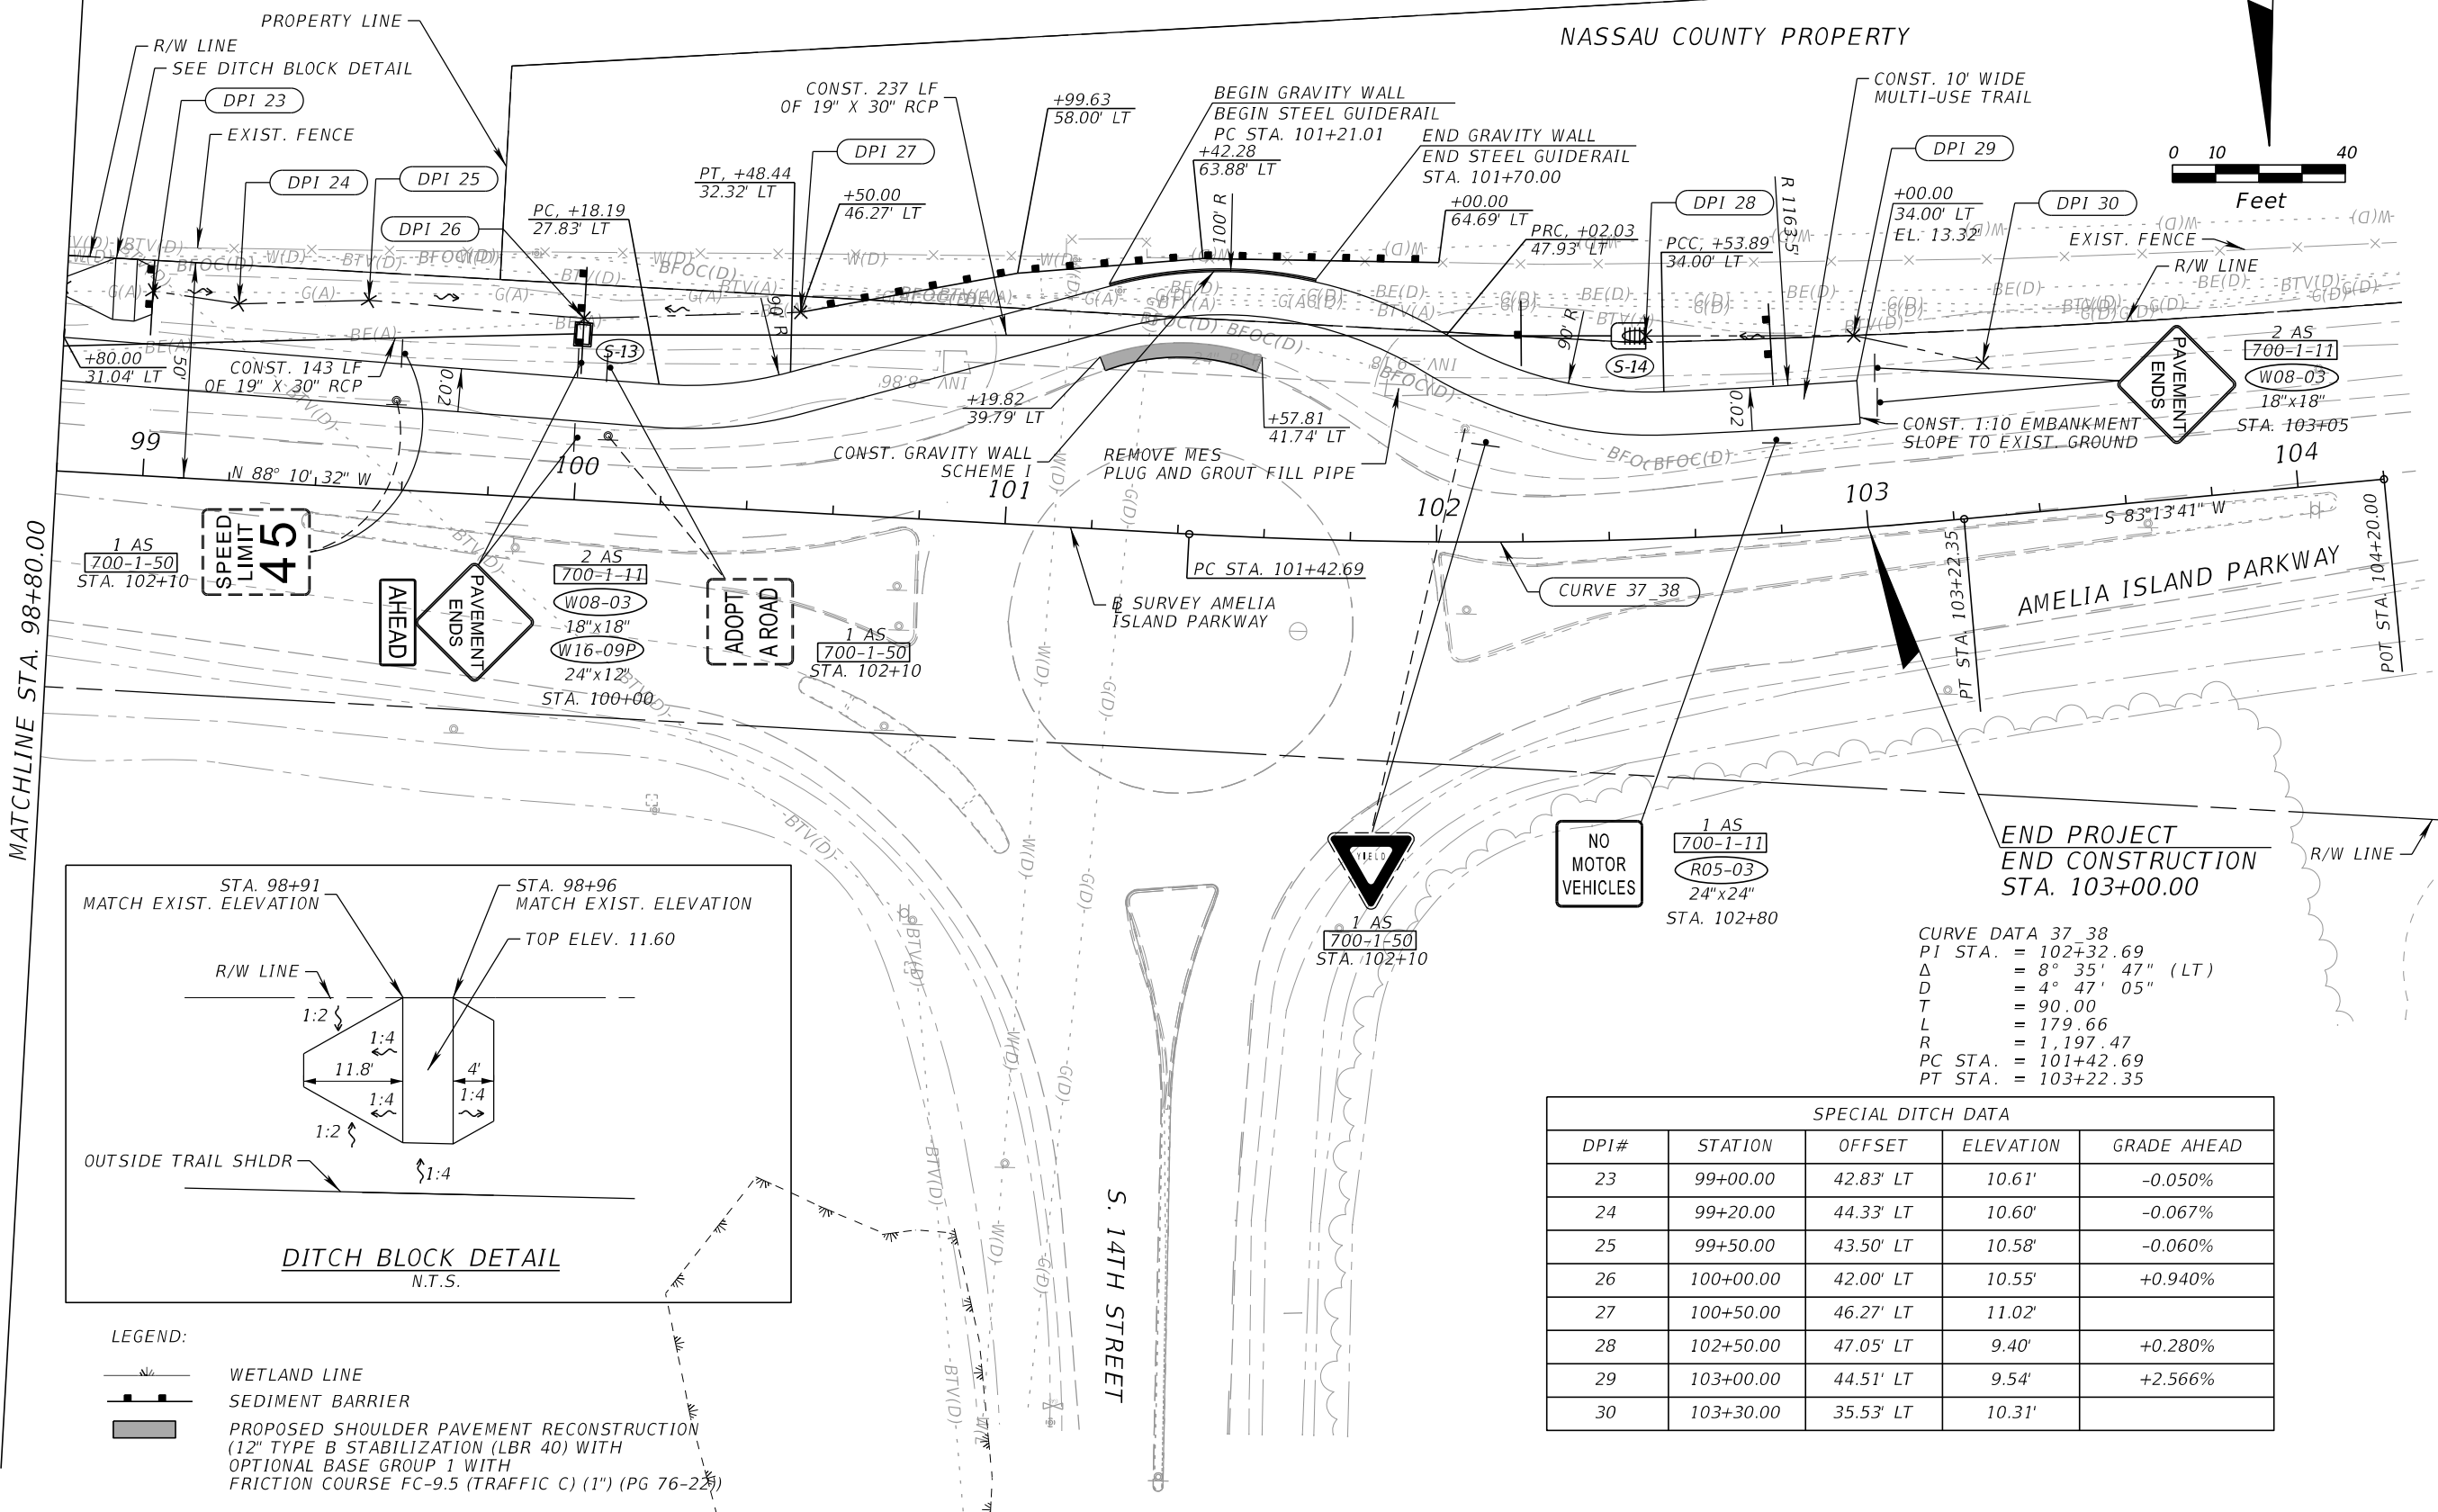 PROPERTY LINE
R/W LINE
SEE DITCH BLOCK DETAIL
DPI 23
EXIST. FENCE
DPI 24
DPI 25
DPI 26
CONST. 237 LF
OF 19" X 30" RCP
+99.63
58.00' LT
BEGIN GRAVITY WALL
BEGIN STEEL GUIDERAIL
PC STA. 101+21.01
END GRAVITY WALL
END STEEL GUIDERAIL
STA. 101+70.00
NASSAU COUNTY PROPERTY
CONST. 10' WIDE
MULTI-USE TRAIL
0 10 40
Feet
DPI 27
PT, +48.44
32.32' LT
+50.00
46.27' LT
PC, +18.19
27.83' LT
+42.28
63.88' LT
100' R
+00.00
64.69' LT
PRC, +02.03
47.93' LT
DPI 28
PCC, +53.89
34.00' LT
R 1163.5'
DPI 29
+00.00
34.00' LT
EL. 13.32
DPI 30
EXIST. FENCE
R/W LINE
90' R
90' R
S-13
S-14
+80.00
31.04' LT
50'
CONST. 143 LF
OF 19" X 30" RCP
0.02
+19.82
39.79' LT
+57.81
41.74' LT
24" RCP
INV =8.86
INV =9.18
CONST. GRAVITY WALL
SCHEME I
REMOVE MES
PLUG AND GROUT FILL PIPE
0.02
CONST. 1:10 EMBANKMENT
SLOPE TO EXIST. GROUND
PAVEMENT
ENDS
2 AS
700-1-11
W08-03
18"x18"
STA. 103+05
99
100
101
102
103
104
N 88° 10' 32" W
S 83°13'41" W
MATCHLINE STA. 98+80.00
1 AS
700-1-50
STA. 102+10
SPEED
LIMIT
45
AHEAD
PAVEMENT
ENDS
2 AS
700-1-11
W08-03
18"x18"
W16-09P
24"x12"
STA. 100+00
ADOPT
A ROAD
1 AS
700-1-50
STA. 102+10
PC STA. 101+42.69
B SURVEY AMELIA
ISLAND PARKWAY
CURVE 37_38
PT STA. 103+22.35
AMELIA ISLAND PARKWAY
POT STA. 104+20.00
YIELD
1 AS
700-1-50
STA. 102+10
NO
MOTOR
VEHICLES
1 AS
700-1-11
R05-03
24"x24"
STA. 102+80
END PROJECT
END CONSTRUCTION
STA. 103+00.00
R/W LINE
CURVE DATA 37_38
PI STA. = 102+32.69
Δ = 8° 35' 47" (LT)
D = 4° 47' 05"
T = 90.00
L = 179.66
R = 1,197.47
PC STA. = 101+42.69
PT STA. = 103+22.35
STA. 98+91
MATCH EXIST. ELEVATION
STA. 98+96
MATCH EXIST. ELEVATION
TOP ELEV. 11.60
R/W LINE
1:2
1:4
11.8'
4'
1:4
1:4
1:2
OUTSIDE TRAIL SHLDR
1:4
DITCH BLOCK DETAIL
N.T.S.
S. 14TH STREET
SPECIAL DITCH DATA
DPI# STATION OFFSET ELEVATION GRADE AHEAD
23 99+00.00 42.83' LT 10.61' -0.050%
24 99+20.00 44.33' LT 10.60' -0.067%
25 99+50.00 43.50' LT 10.58' -0.060%
26 100+00.00 42.00' LT 10.55' +0.940%
27 100+50.00 46.27' LT 11.02'
28 102+50.00 47.05' LT 9.40' +0.280%
29 103+00.00 44.51' LT 9.54' +2.566%
30 103+30.00 35.53' LT 10.31'
LEGEND:
WETLAND LINE
SEDIMENT BARRIER
PROPOSED SHOULDER PAVEMENT RECONSTRUCTION
(12" TYPE B STABILIZATION (LBR 40) WITH
OPTIONAL BASE GROUP 1 WITH
FRICTION COURSE FC-9.5 (TRAFFIC C) (1") (PG 76-22)